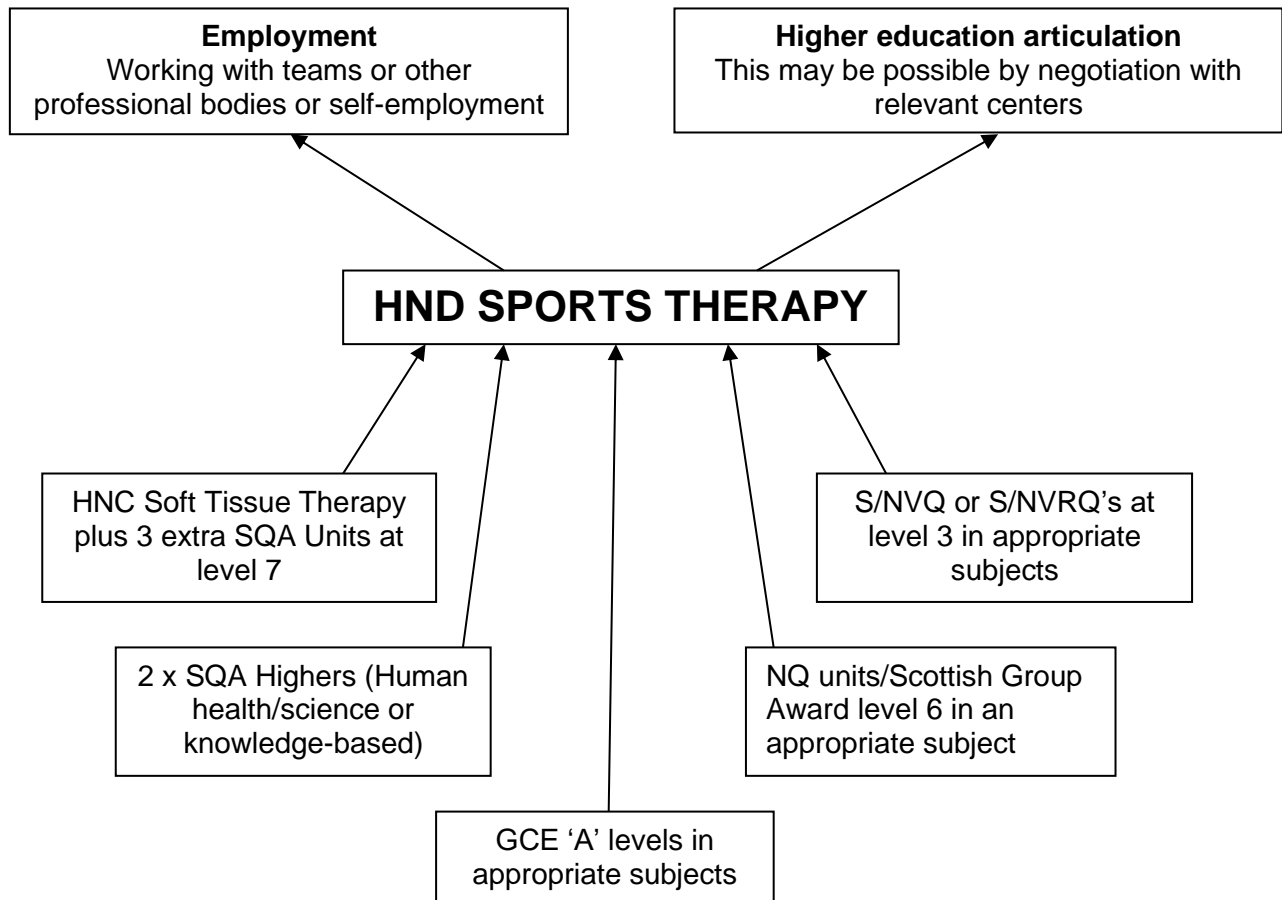 Employment
Working with teams or other
professional bodies or self-employment
Higher education articulation
This may be possible by negotiation with
relevant centers
HND SPORTS THERAPY
HNC Soft Tissue Therapy
plus 3 extra SQA Units at
level 7
S/NVQ or S/NVRQ’s at
level 3 in appropriate
subjects
2 x SQA Highers (Human
health/science or
knowledge-based)
NQ units/Scottish Group
Award level 6 in an
appropriate subject
GCE ‘A’ levels in
appropriate subjects